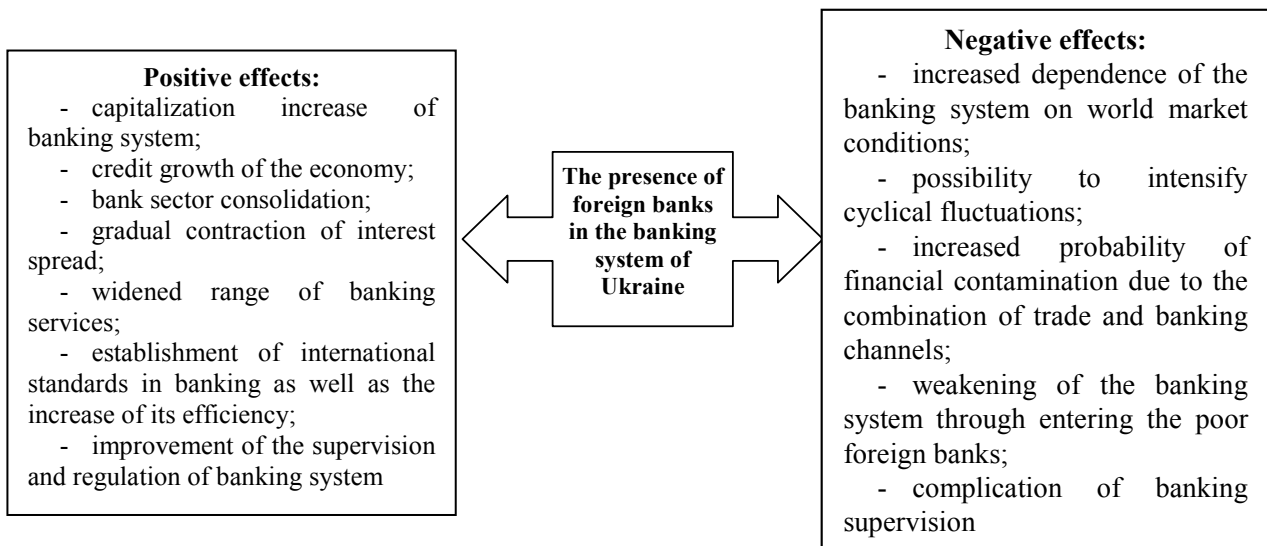 Positive effects:
- capitalization increase of
banking system;
- credit growth of the economy;
- bank sector consolidation;
- gradual contraction of interest
spread;
- widened range of banking
services;
- establishment of international
standards in banking as well as the
increase of its efficiency;
- improvement of the supervision
and regulation of banking system
The presence of
foreign banks
in the banking
system of
Ukraine
Negative effects:
- increased dependence of the
banking system on world market
conditions;
- possibility to intensify
cyclical fluctuations;
- increased probability of
financial contamination due to the
combination of trade and banking
channels;
- weakening of the banking
system through entering the poor
foreign banks;
- complication of banking
supervision